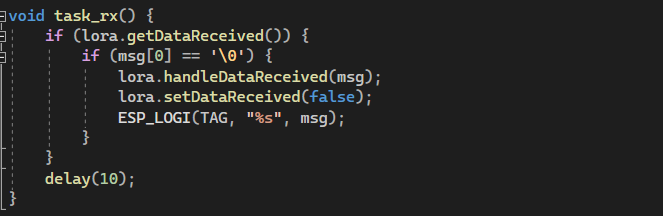 void task_rx() {
    if (lora.getDataReceived()) {
        if (msg[0] == '\0') {
            lora.handleDataReceived(msg);
            lora.setDataReceived(false);
            ESP_LOGI(TAG, "%s", msg);
        }
    }
    delay(10);
}